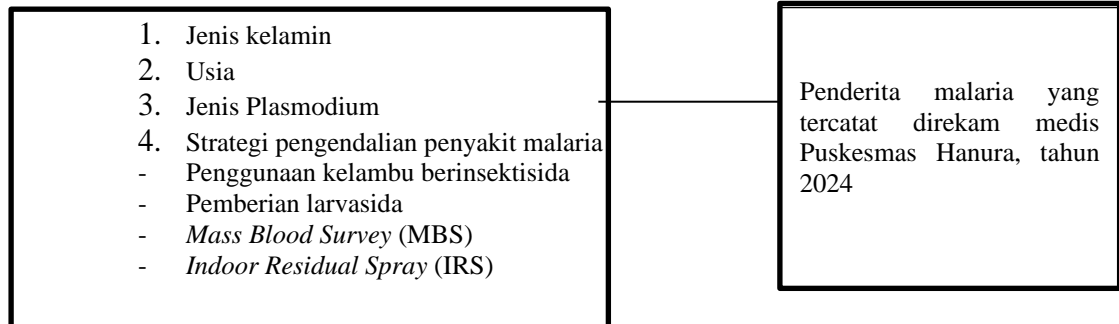 1. Jenis kelamin
2. Usia
3. Jenis Plasmodium
4. Strategi pengendalian penyakit malaria
- Penggunaan kelambu berinsektisida
- Pemberian larvasida
- Mass Blood Survey (MBS)
- Indoor Residual Spray (IRS)
Penderita malaria yang
tercatat direkam medis
Puskesmas Hanura, tahun
2024